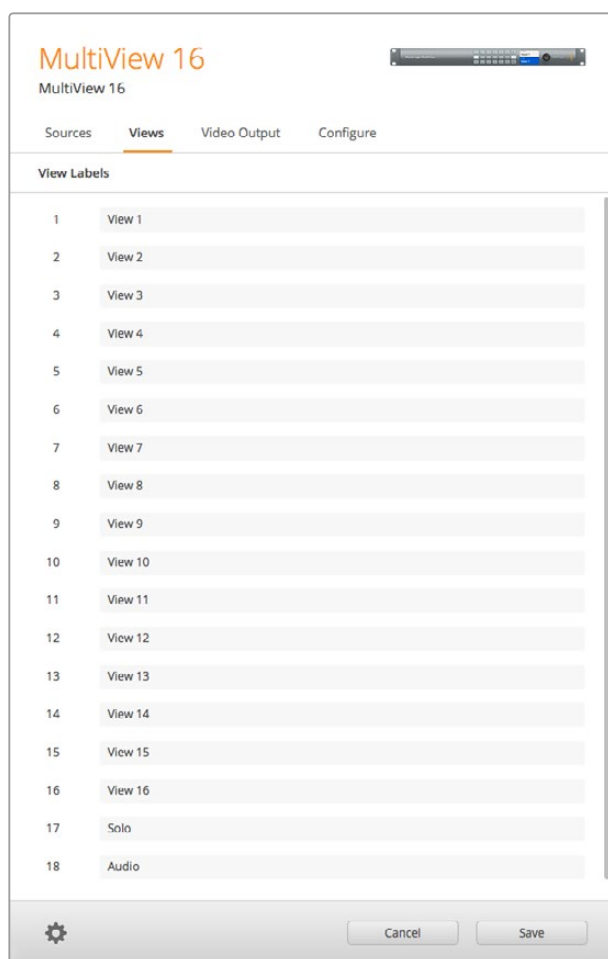 MultiView 16
MultiView 16
Sources Views Video Output Configure
View Labels
1 View 1
2 View 2
3 View 3
4 View 4
5 View 5
6 View 6
7 View 7
8 View 8
9 View 9
10 View 10
11 View 11
12 View 12
13 View 13
14 View 14
15 View 15
16 View 16
17 Solo
18 Audio
Cancel Save